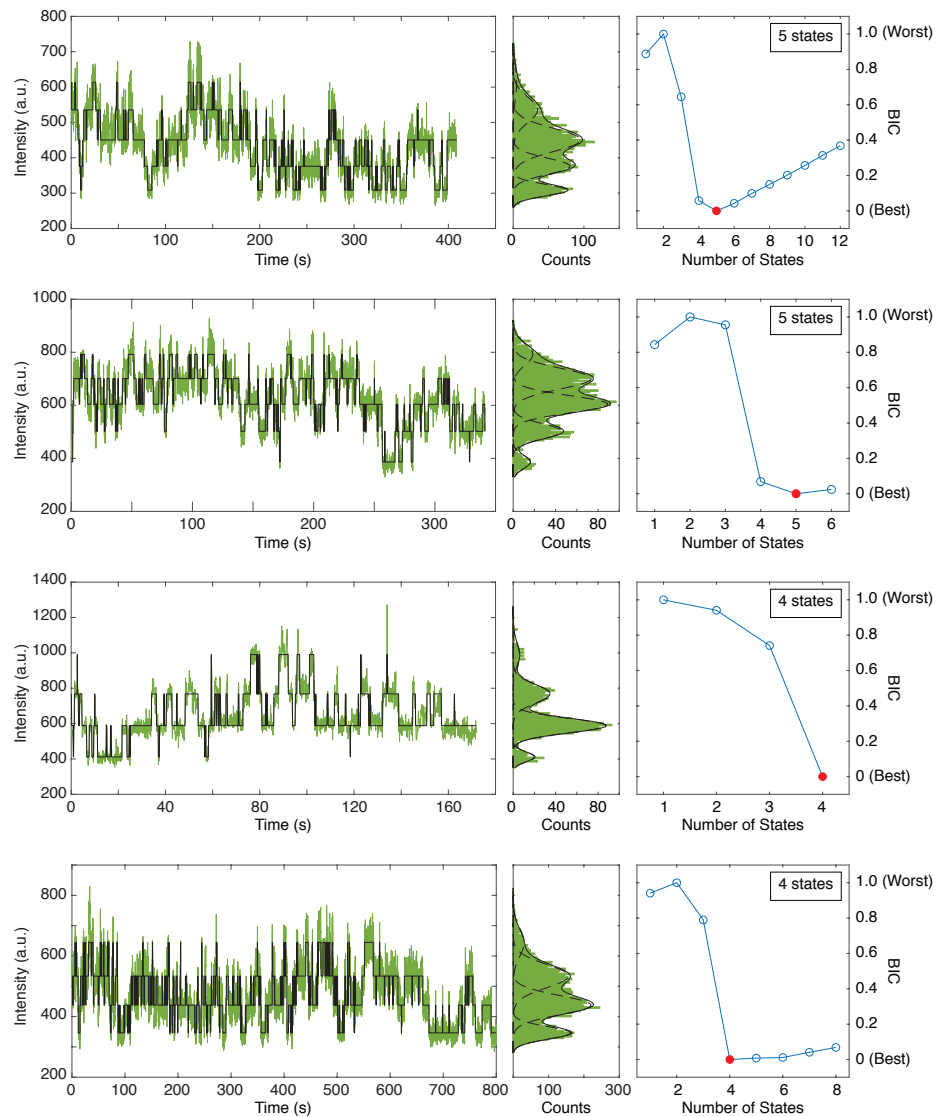 800
700
600
500
400
300
200
Intensity (a.u.)
0 100 200 300 400
Time (s)
0 100
Counts
5 states
1.0 (Worst)
0.8
0.6
0.4
0.2
0 (Best)
BIC
2 4 6 8 10 12
Number of States
1000
800
600
400
200
Intensity (a.u.)
0 100 200 300
Time (s)
0 40 80
Counts
5 states
1.0 (Worst)
0.8
0.6
0.4
0.2
0 (Best)
BIC
1 2 3 4 5 6
Number of States
1400
1200
1000
800
600
400
200
Intensity (a.u.)
0 40 80 120 160
Time (s)
0 40 80
Counts
4 states
1.0 (Worst)
0.8
0.6
0.4
0.2
0 (Best)
BIC
1 2 3 4
Number of States
800
600
400
200
Intensity (a.u.)
0 100 200 300 400 500 600 700 800
Time (s)
0 100 300
Counts
4 states
1.0 (Worst)
0.8
0.6
0.4
0.2
0 (Best)
BIC
2 4 6 8
Number of States